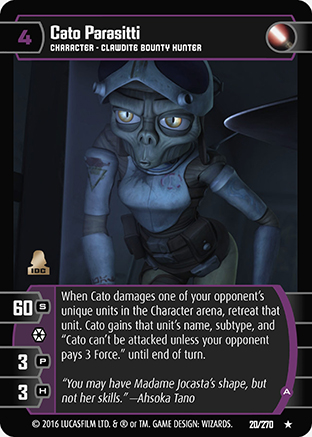 4 Cato Parasitti
CHARACTER - CLAWDITE BOUNTY HUNTER
IDC
60 S
3 P
3 H
When Cato damages one of your opponent's
unique units in the Character arena, retreat that
unit. Cato gains that unit's name, subtype, and
"Cato can't be attacked unless your opponent
pays 3 Force." until end of turn.
"You may have Madame Jocasta's shape, but
not her skills." —Ahsoka Tano
A
© 2016 LUCASFILM LTD. & ® or TM. GAME DESIGN: WIZARDS. 20/270 ★